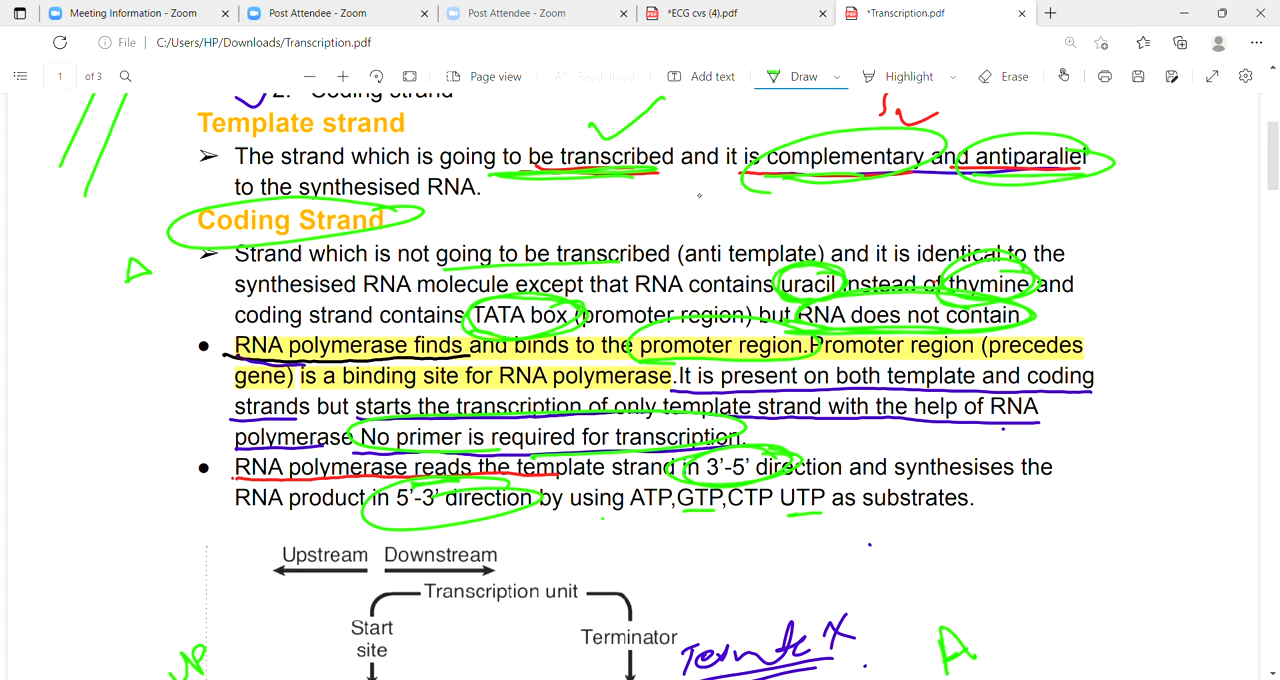 Meeting Information - Zoom
Post Attendee - Zoom
Post Attendee - Zoom
*ECG cvs (4).pdf
*Transcription.pdf
File
C:/Users/HP/Downloads/Transcription.pdf
1 of 3
Page view
Read aloud
Add text
Draw
Highlight
Erase
2. Coding strand
Template strand
➢ The strand which is going to be transcribed and it is complementary and antiparallel
to the synthesised RNA.
Coding Strand
➢ Strand which is not going to be transcribed (anti template) and it is identical to the
synthesised RNA molecule except that RNA contains uracil instead of thymine and
coding strand contains TATA box (promoter region) but RNA does not contain
● RNA polymerase finds and binds to the promoter region.Promoter region (precedes
gene) is a binding site for RNA polymerase.It is present on both template and coding
strands but starts the transcription of only template strand with the help of RNA
polymerase.No primer is required for transcription.
● RNA polymerase reads the template strand in 3’-5’ direction and synthesises the
RNA product in 5’-3’ direction by using ATP,GTP,CTP UTP as substrates.
Upstream Downstream
Transcription unit
Start
site
Terminator
A